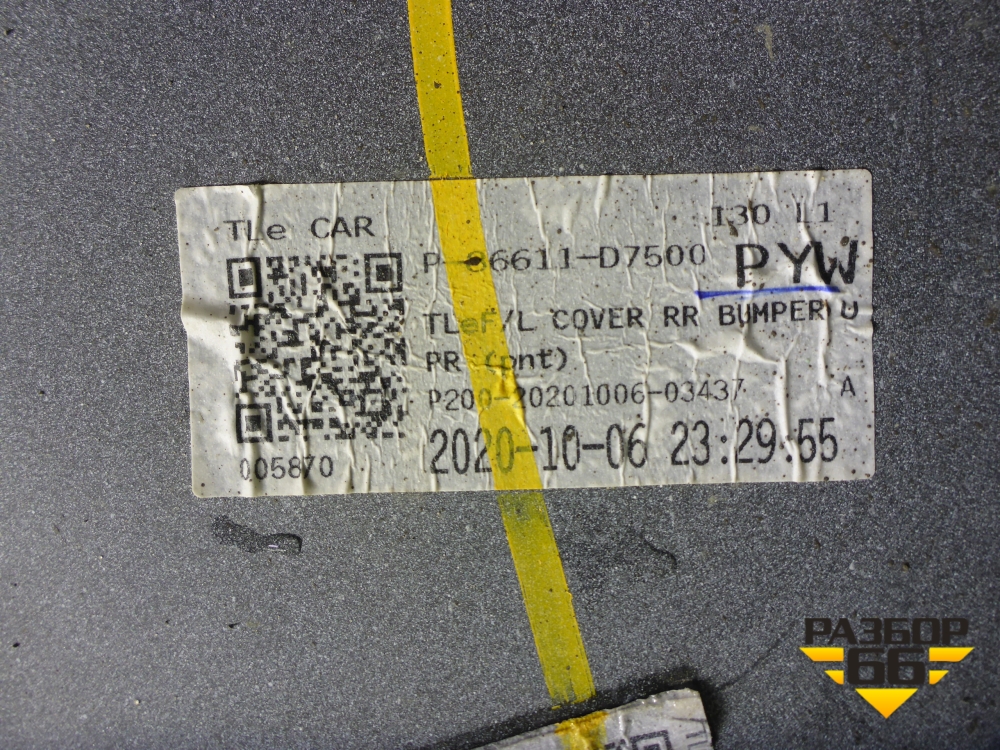 TLe CAR
130 L1
P-86611-D7500
PYW
TLeF/L COVER RR BUMPER U
PR (pnt)
P200-20201006-03437
A
005870
2020-10-06 23:29:55
РАЗБОР
66